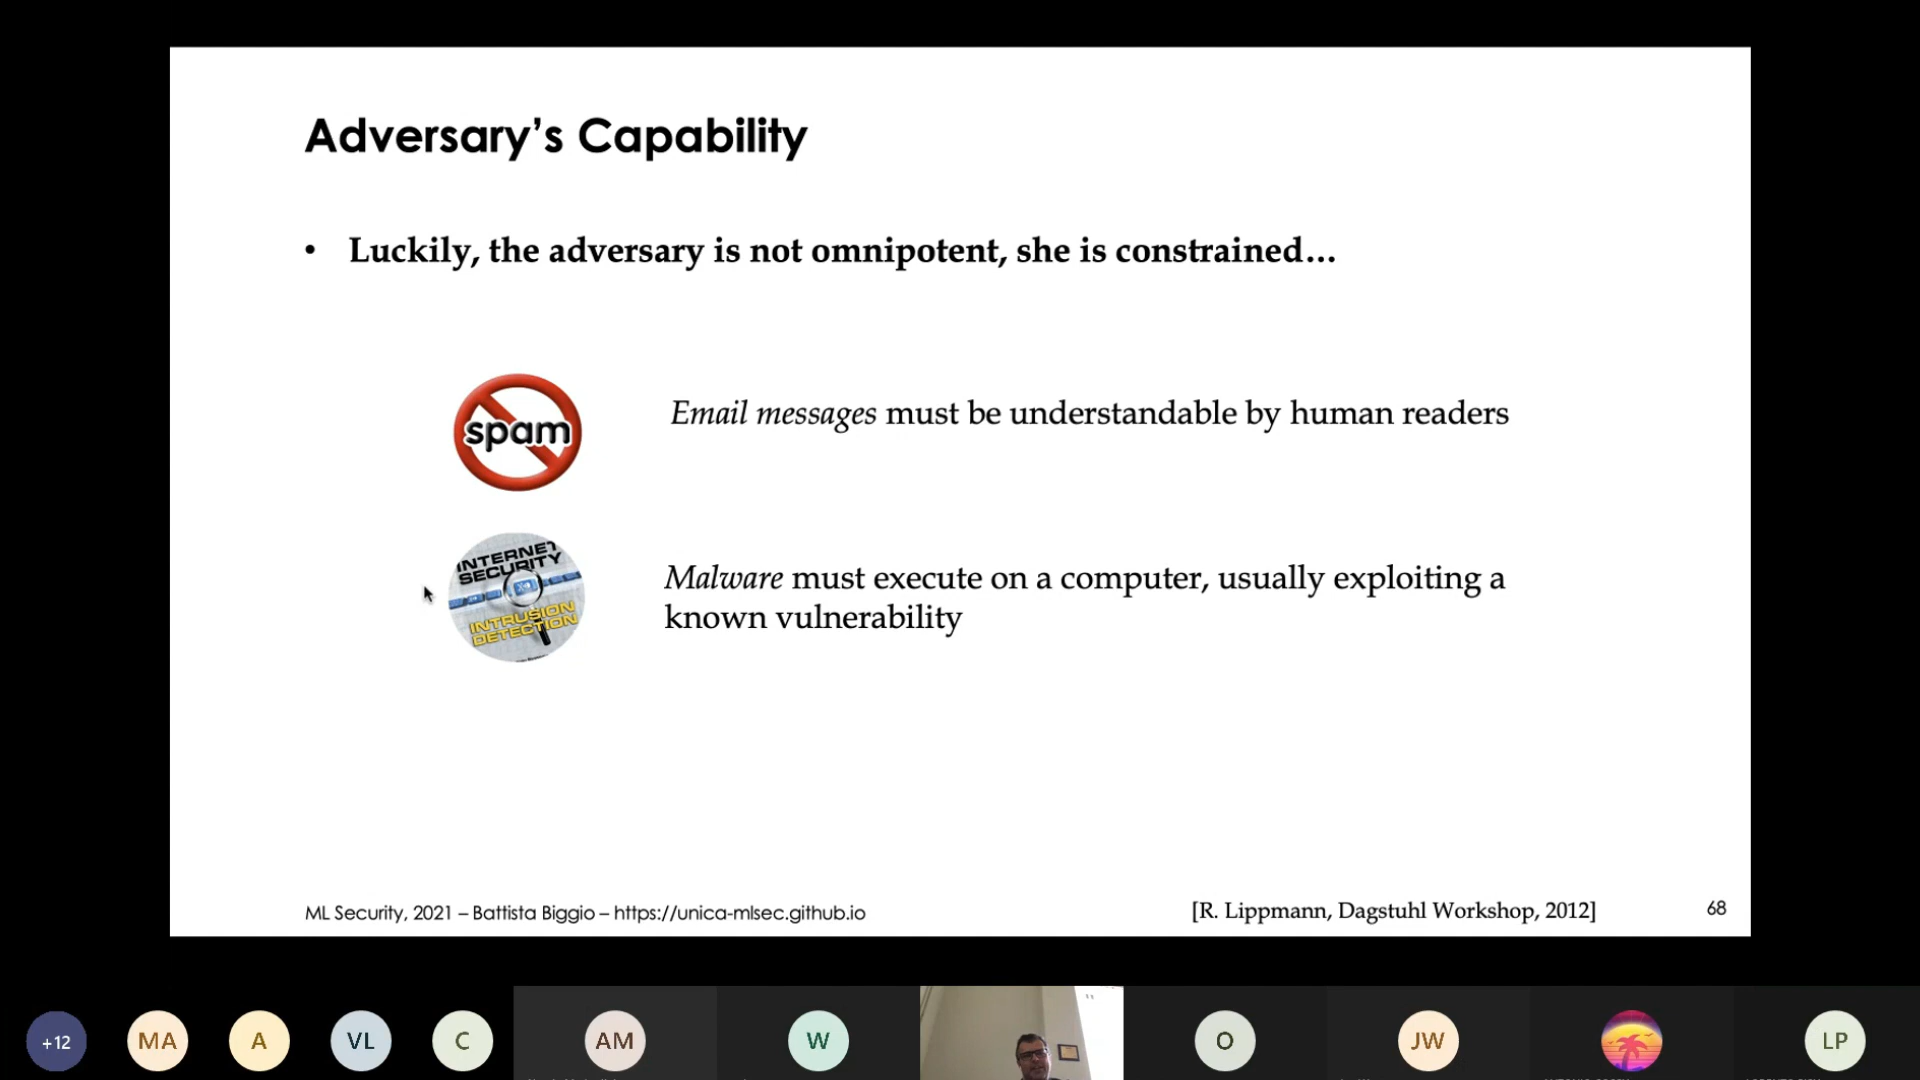 Adversary's Capability
• Luckily, the adversary is not omnipotent, she is constrained…
spam
Email messages must be understandable by human readers
INTERNET
SECURITY
INTRUSION
DETECTION
Malware must execute on a computer, usually exploiting a
known vulnerability
ML Security, 2021 – Battista Biggio – https://unica-mlsec.github.io
[R. Lippmann, Dagstuhl Workshop, 2012]
68
+12
MA
A
VL
C
AM
W
O
JW
LP